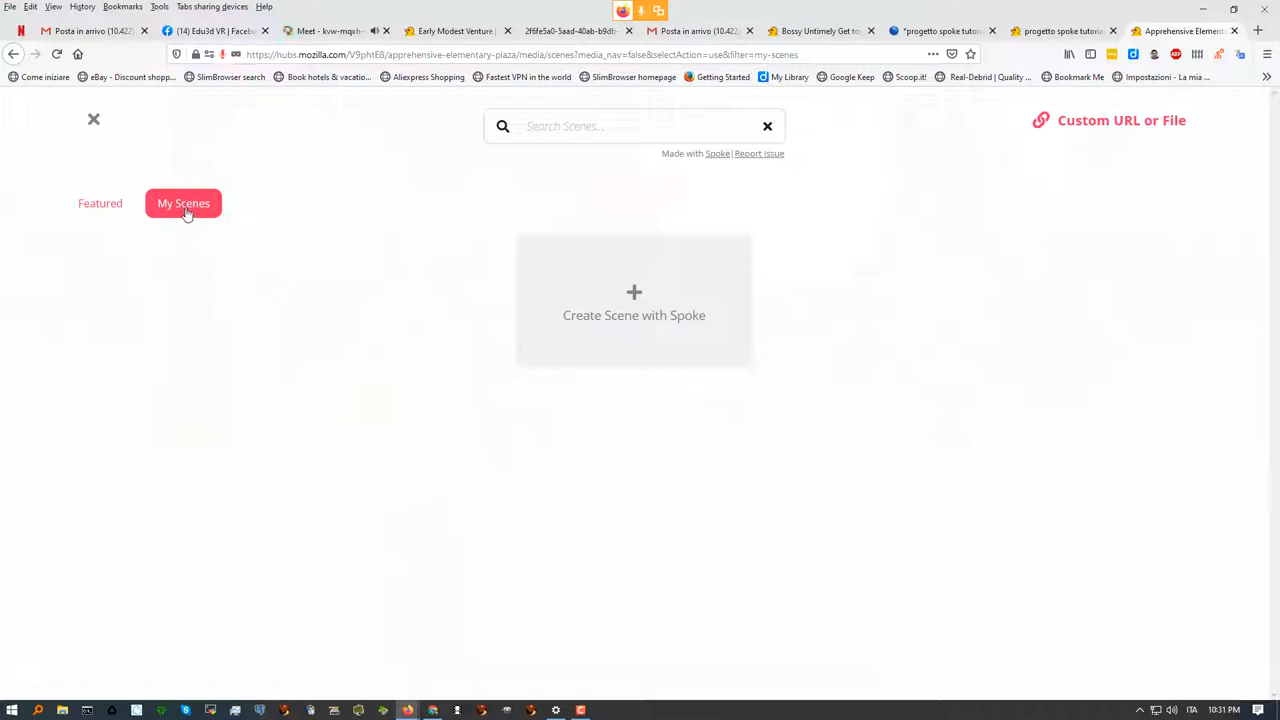 File Edit View History Bookmarks Tools Tabs sharing devices Help
Posta in arrivo (10.422 (14) Edu3d VR | Facebo Meet - kvw-mqxh- Early Modest Venture | 2f6fe5a0-5aad-40ab-b9db- Posta in arrivo (10.422 Bossy Untimely Get to *progetto spoke tutori progetto spoke tutorial Apprehensive Elements
https://hubs.mozilla.com/V9phtE8/apprehensive-elementary-plaza/media/scenes?media_nav=false&selectAction=use&filter=my-scenes
Come iniziare eBay - Discount shopp... SlimBrowser search Book hotels & vacatio... Aliexpress Shopping Fastest VPN in the world SlimBrowser homepage Getting Started My Library Google Keep Scoop.it! Real-Debrid | Quality ... Bookmark Me Impostazioni - La mia ...
Search Scenes...
Custom URL or File
Made with Spoke | Report Issue
Featured My Scenes
Create Scene with Spoke
ITA 10:31 PM